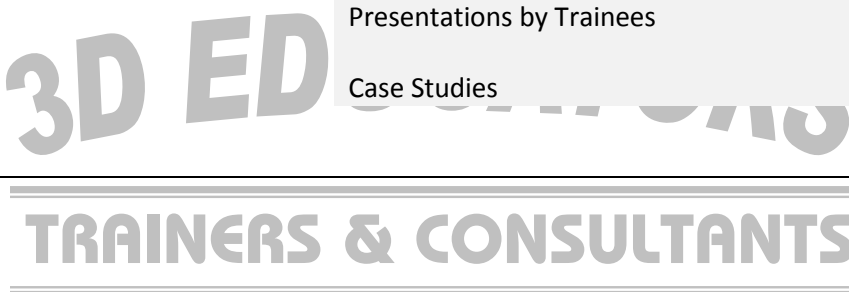 Presentations by Trainees
Case Studies
3D ED
TRAINERS & CONSULTANTS